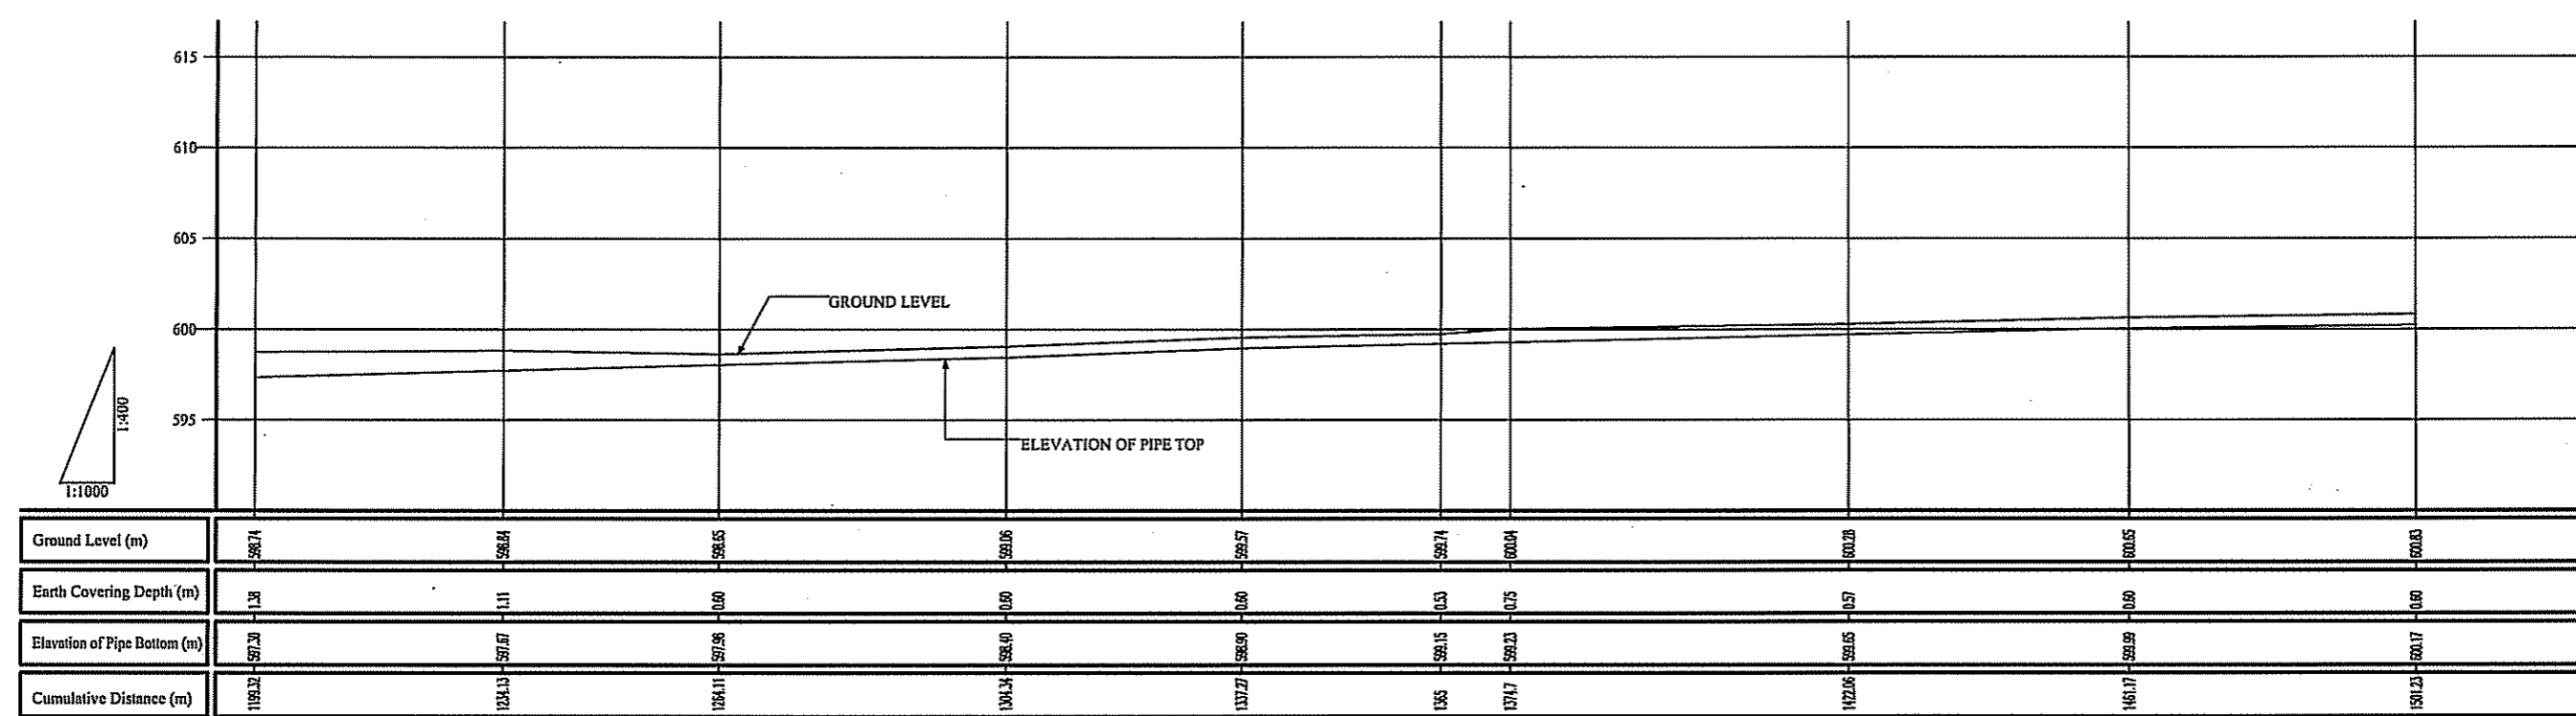 615
610
605
GROUND LEVEL
600
1:400
595
ELEVATION OF PIPE TOP
1:1000
Ground Level (m) 598.74 598.84 598.65 599.06 599.57 599.74 600.04 600.28 600.65 600.83
Earth Covering Depth (m) 1.38 1.11 0.60 0.60 0.60 0.53 0.75 0.57 0.60 0.60
Elavation of Pipe Bottom (m) 597.30 597.67 597.96 598.40 598.90 599.15 599.23 599.65 599.99 600.17
Cumulative Distance (m) 1199.32 1234.13 1264.11 1304.34 1337.27 1365 1374.7 1422.06 1461.17 1501.23